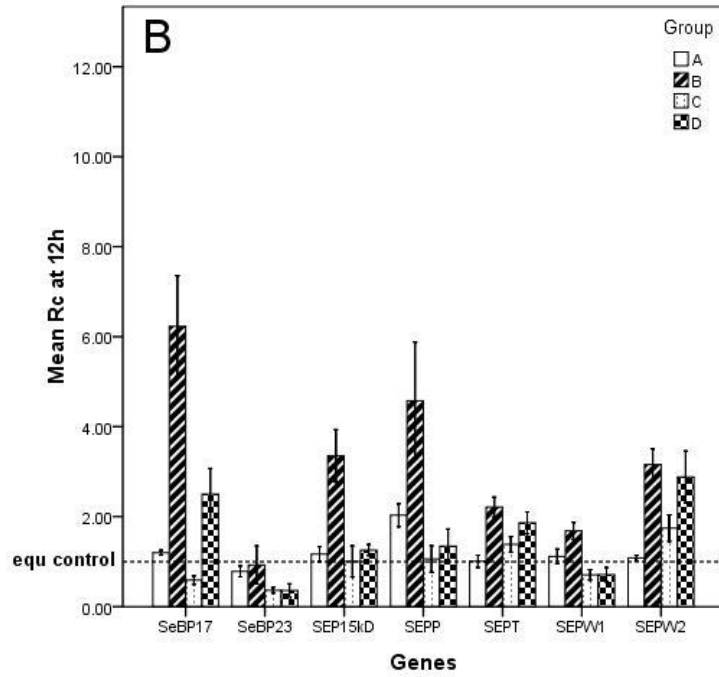 B
Group
A
B
C
D
Mean Rc at 12h
12.00
10.00
8.00
6.00
4.00
2.00
equ control
0.00
SeBP17 SeBP23 SEP15kD SEPP SEPT SEPW1 SEPW2
Genes